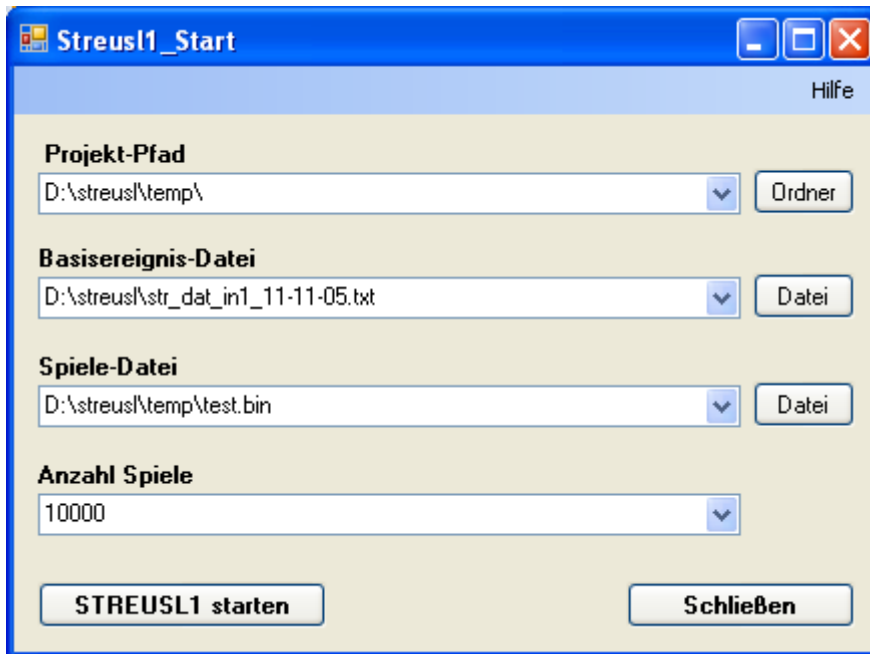 Streusl1_Start
Hilfe
Projekt-Pfad
D:\streusl\temp\
Ordner
Basisereignis-Datei
D:\streusl\str_dat_in1_11-11-05.txt
Datei
Spiele-Datei
D:\streusl\temp\test.bin
Datei
Anzahl Spiele
10000
STREUSL1 starten
Schließen